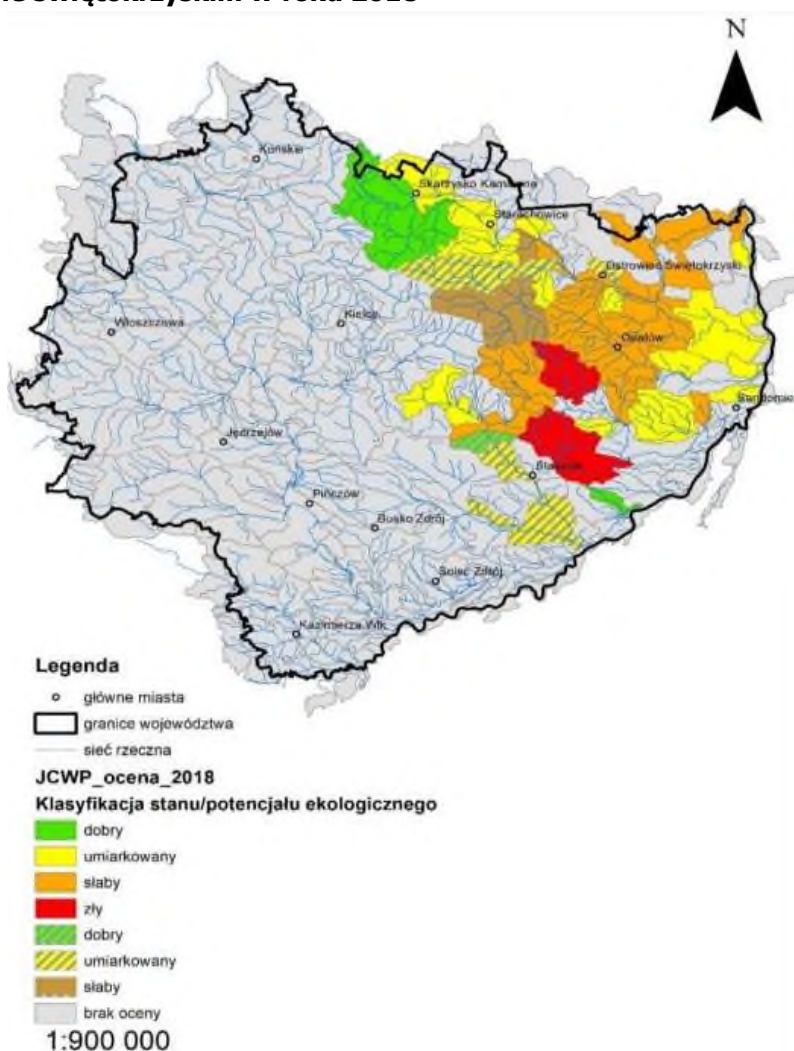 N
Końskie
Skarżysko Kamienna
Starachowice
Ostrowiec Świętokrzyski
Włoszczowa
Kielce
Opatów
Jędrzejów
Staszów
Pińczów
Busko Zdrój
Solec Zdrój
Kazimierza Wlk.
Legenda
główne miasta
granice województwa
sieć rzeczna
JCWP_ocena_2018
Klasyfikacja stanu/potencjału ekologicznego
dobry
umiarkowany
słaby
zły
dobry
umiarkowany
słaby
brak oceny
1:900 000